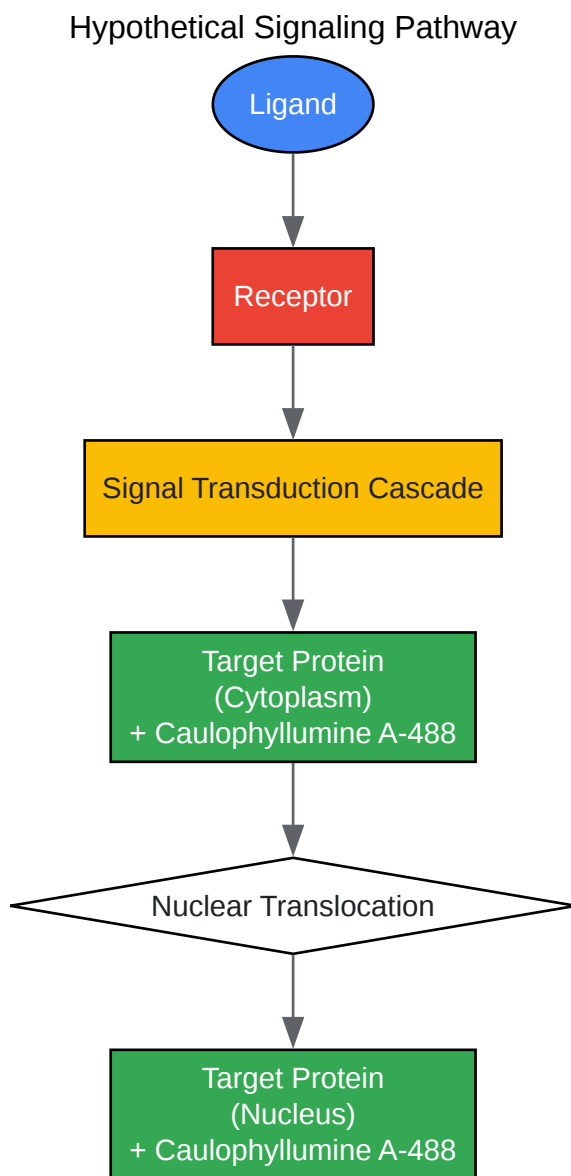 Hypothetical Signaling Pathway
Ligand
Receptor
Signal Transduction Cascade
Target Protein
(Cytoplasm)
+ Caulophyllumine A-488
Nuclear Translocation
Target Protein
(Nucleus)
+ Caulophyllumine A-488